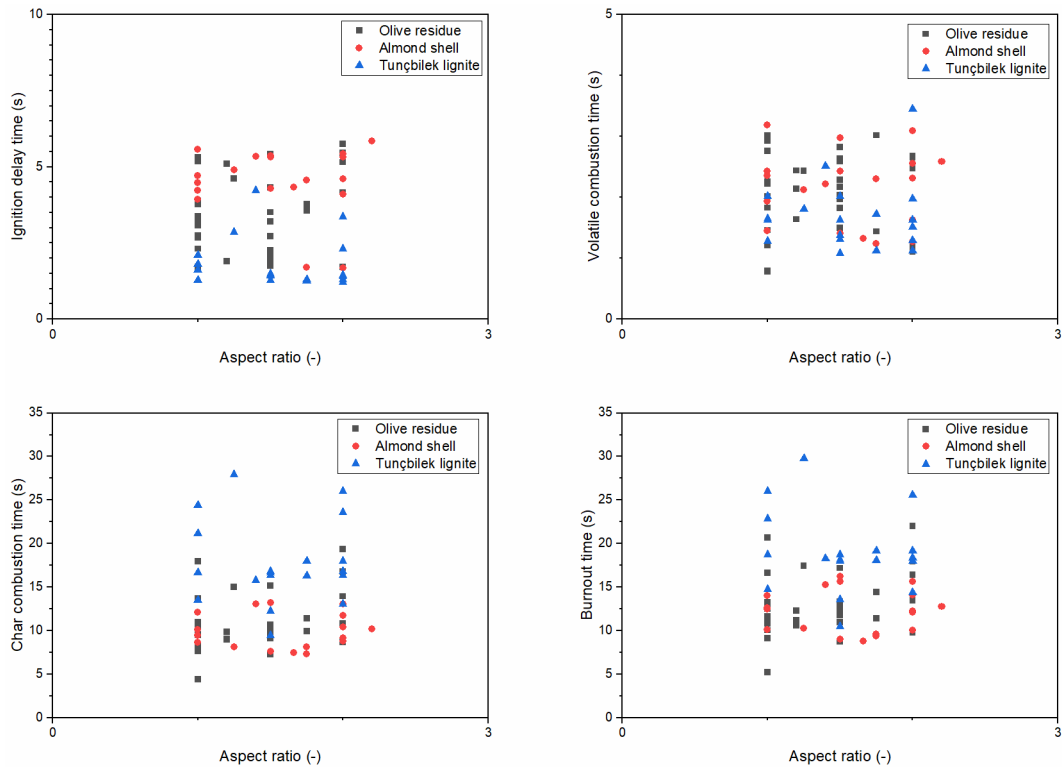 10
5
0
0
3
Ignition delay time (s)
Aspect ratio (-)
Olive residue
Almond shell
Tunçbilek lignite
5
0
0
3
Volatile combustion time (s)
Aspect ratio (-)
Olive residue
Almond shell
Tunçbilek lignite
35
30
25
20
15
10
5
0
0
3
Char combustion time (s)
Aspect ratio (-)
Olive residue
Almond shell
Tunçbilek lignite
35
30
25
20
15
10
5
0
0
3
Burnout time (s)
Aspect ratio (-)
Olive residue
Almond shell
Tunçbilek lignite